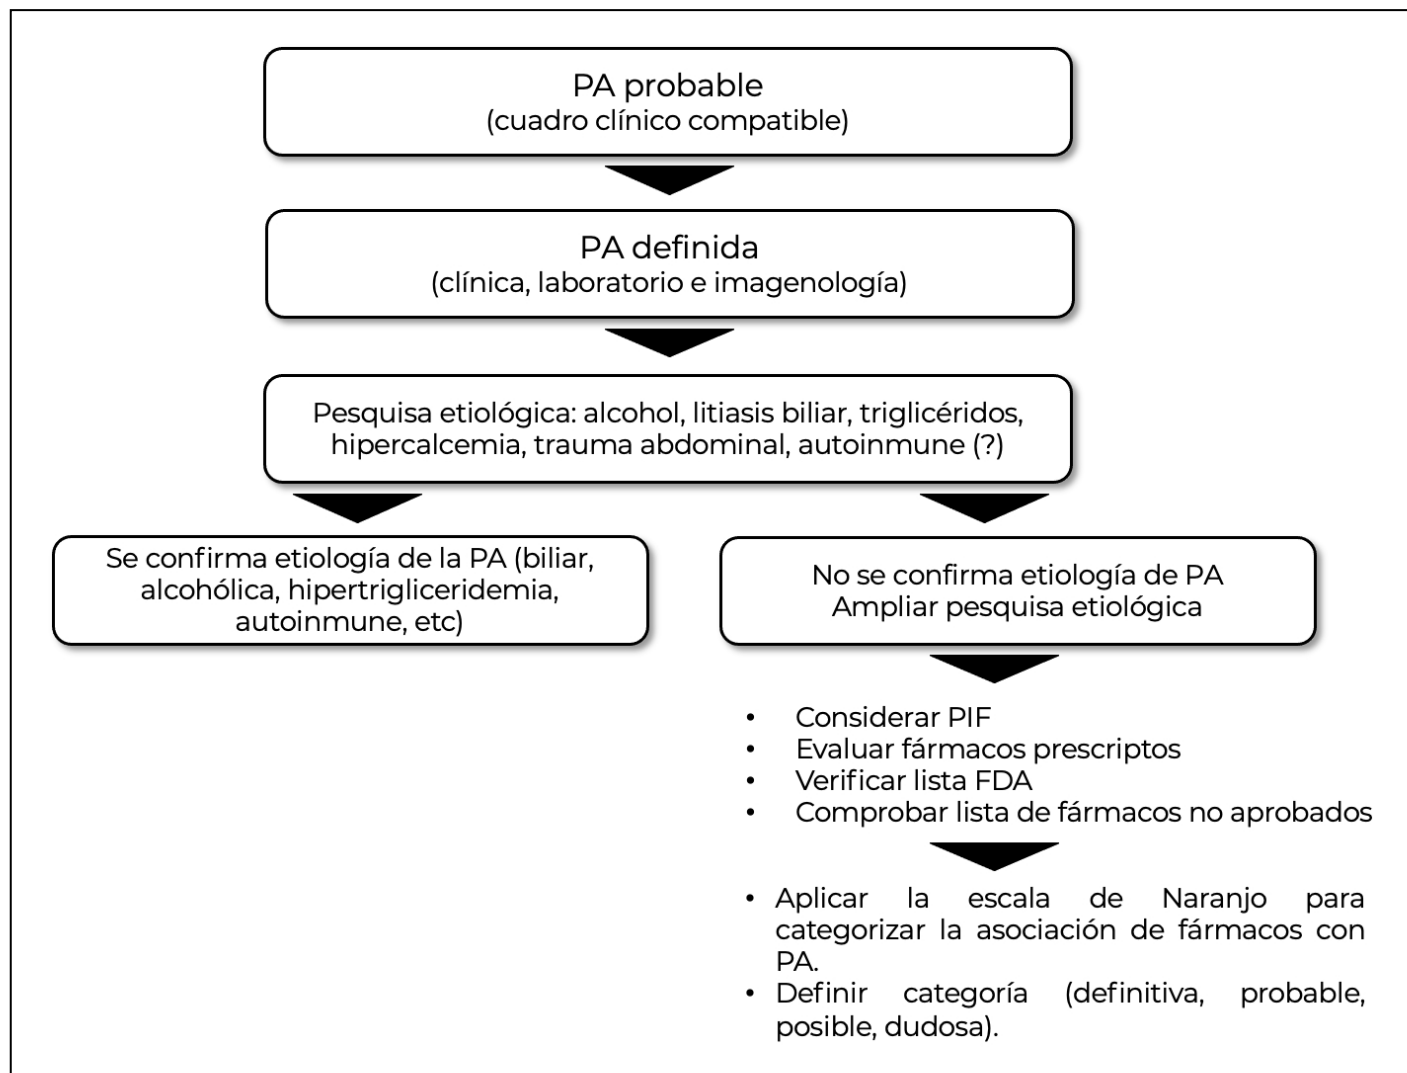 PA probable
(cuadro clínico compatible)
PA definida
(clínica, laboratorio e imagenología)
Pesquisa etiológica: alcohol, litiasis biliar, triglicéridos,
hipercalcemia, trauma abdominal, autoinmune (?)
Se confirma etiología de la PA (biliar,
alcohólica, hipertrigliceridemia,
autoinmune, etc)
No se confirma etiología de PA
Ampliar pesquisa etiológica
• Considerar PIF
• Evaluar fármacos prescriptos
• Verificar lista FDA
• Comprobar lista de fármacos no aprobados
• Aplicar la escala de Naranjo para
categorizar la asociación de fármacos con
PA.
• Definir categoría (definitiva, probable,
posible, dudosa).